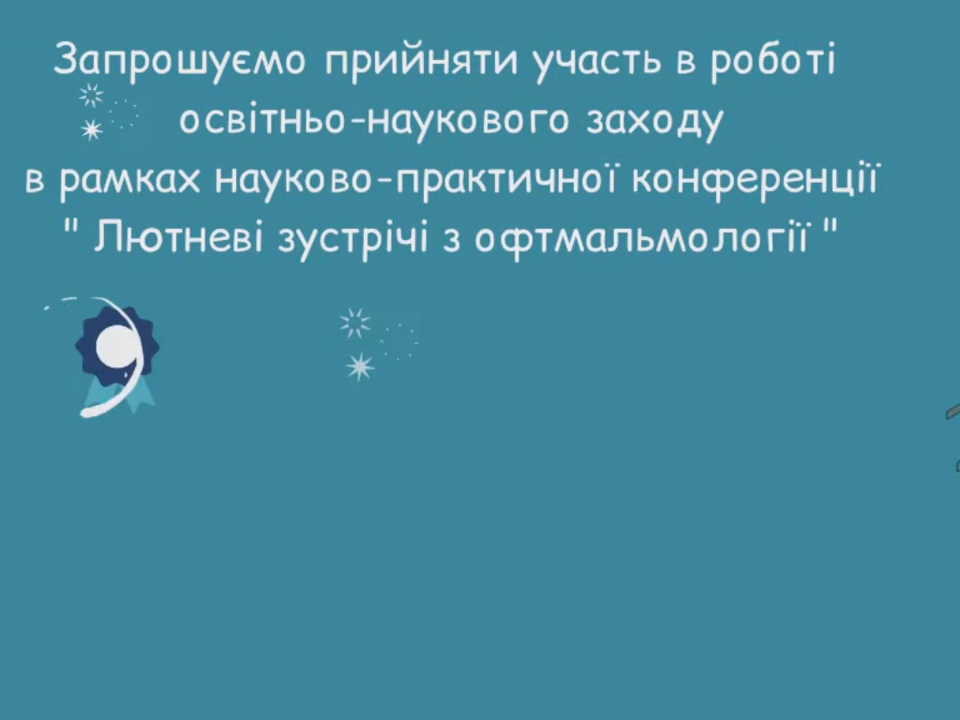 Запрошуємо прийняти участь в роботі
освітньо-наукового заходу
в рамках науково-практичної конференції
" Лютневі зустрічі з офтмальмології "